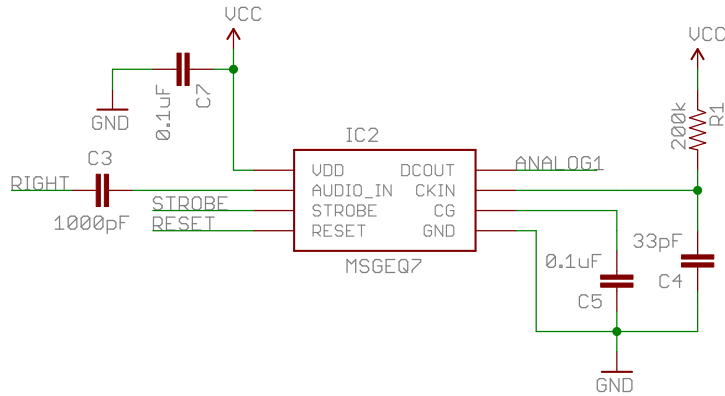 VCC
VCC
0.1uF
C7
GND
200k
R1
IC2
C3
RIGHT
1000pF
STROBE
RESET
VDD
DCOUT
ANALOG1
AUDIO_IN
CKIN
STROBE
CG
RESET
GND
MSGEQ7
0.1uF
C5
33pF
C4
GND